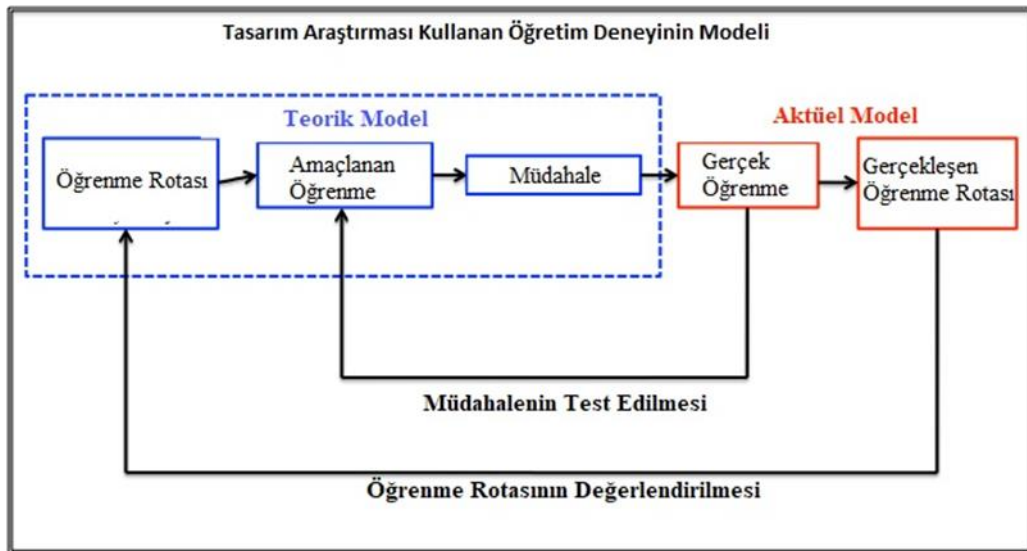 Tasarım Araştırması Kullanan Öğretim Deneyinin Modeli
Teorik Model
Aktüel Model
Öğrenme Rotası
Amaçlanan
Öğrenme
Müdahale
Gerçek
Öğrenme
Gerçekleşen
Öğrenme Rotası
Müdahalenin Test Edilmesi
Öğrenme Rotasının Değerlendirilmesi